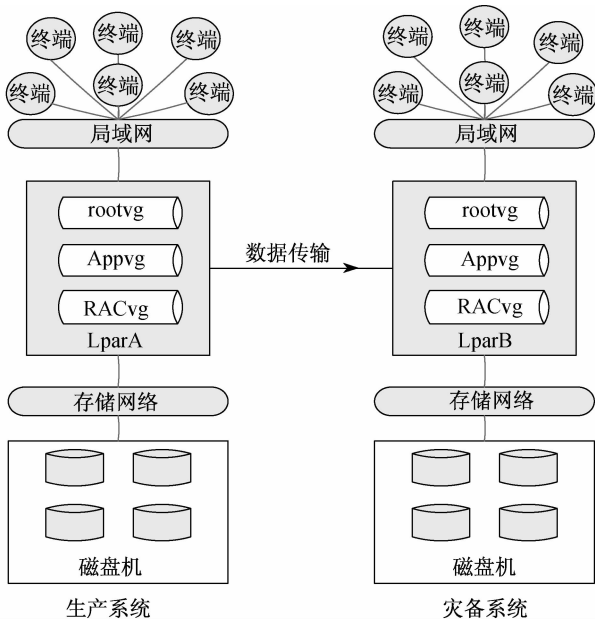 终端 终端 终端 终端 终端 终端
终端 终端 终端 终端 终端 终端
局域网 局域网
rootvg rootvg
Appvg 数据传输 Appvg
RACvg RACvg
LparA LparB
存储网络 存储网络
磁盘机 磁盘机
生产系统 灾备系统